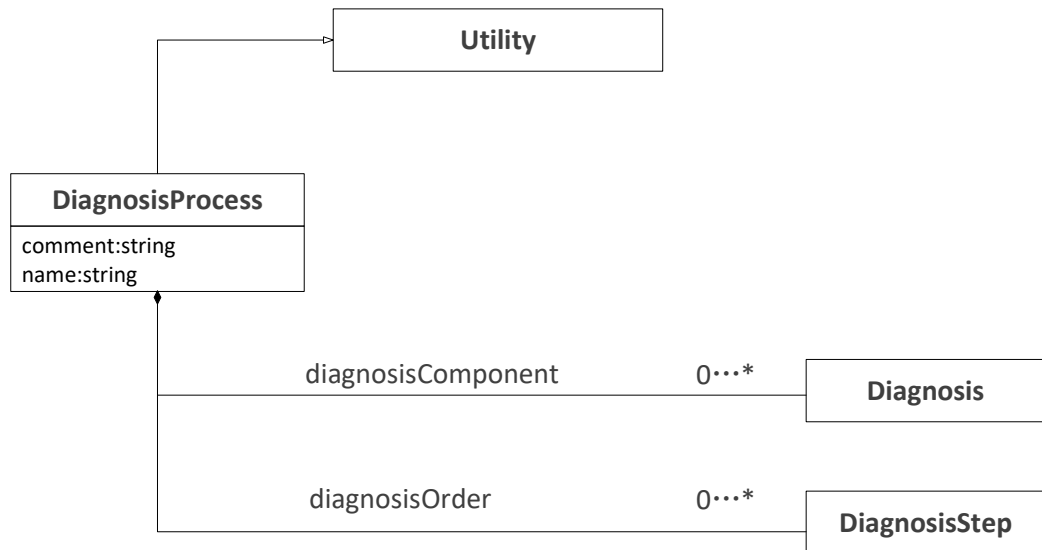 Utility
DiagnosisProcess
comment:string
name:string
diagnosisComponent 0···*
Diagnosis
diagnosisOrder 0···*
DiagnosisStep